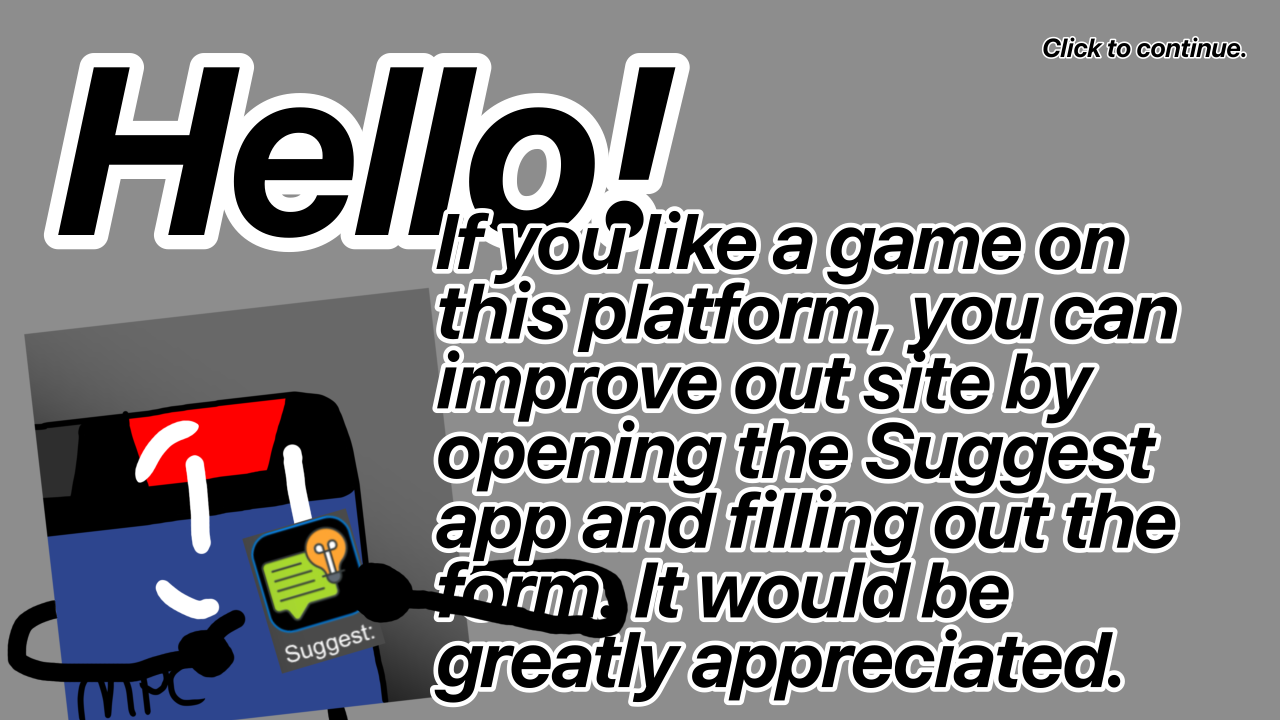 Click to continue.
Hello!
If you like a game on
this platform, you can
improve out site by
opening the Suggest
app and filling out the
form. It would be
greatly appreciated.
Suggest:
MPC